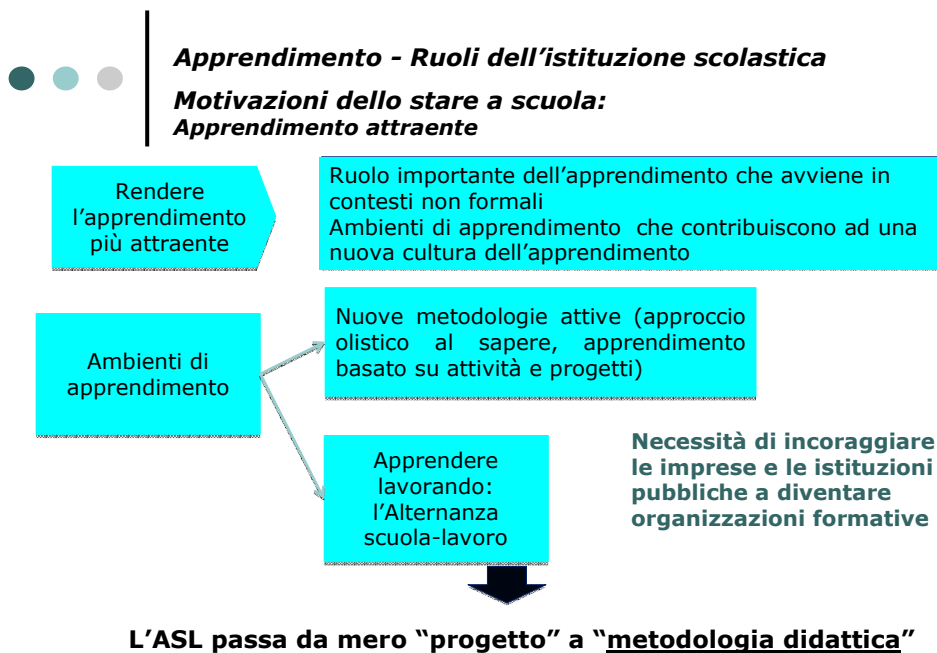 Apprendimento - Ruoli dell'istituzione scolastica
Motivazioni dello stare a scuola:
Apprendimento attraente
Rendere
l'apprendimento
più attraente
Ruolo importante dell'apprendimento che avviene in
contesti non formali
Ambienti di apprendimento che contribuiscono ad una
nuova cultura dell'apprendimento
Ambienti di
apprendimento
Nuove metodologie attive (approccio
olistico al sapere, apprendimento
basato su attività e progetti)
Apprendere
lavorando:
l'Alternanza
scuola-lavoro
Necessità di incoraggiare
le imprese e le istituzioni
pubbliche a diventare
organizzazioni formative
L'ASL passa da mero "progetto" a "metodologia didattica"